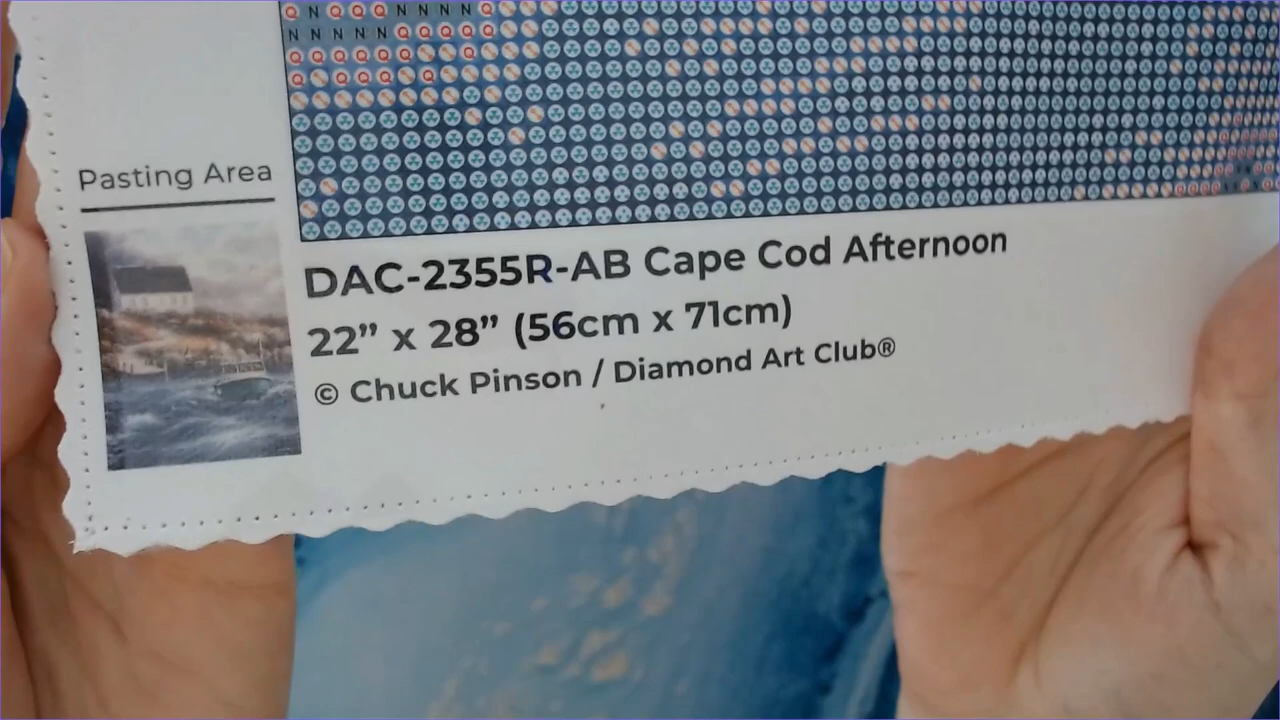 Pasting Area
DAC-2355R-AB Cape Cod Afternoon
22” x 28” (56cm x 71cm)
© Chuck Pinson / Diamond Art Club®